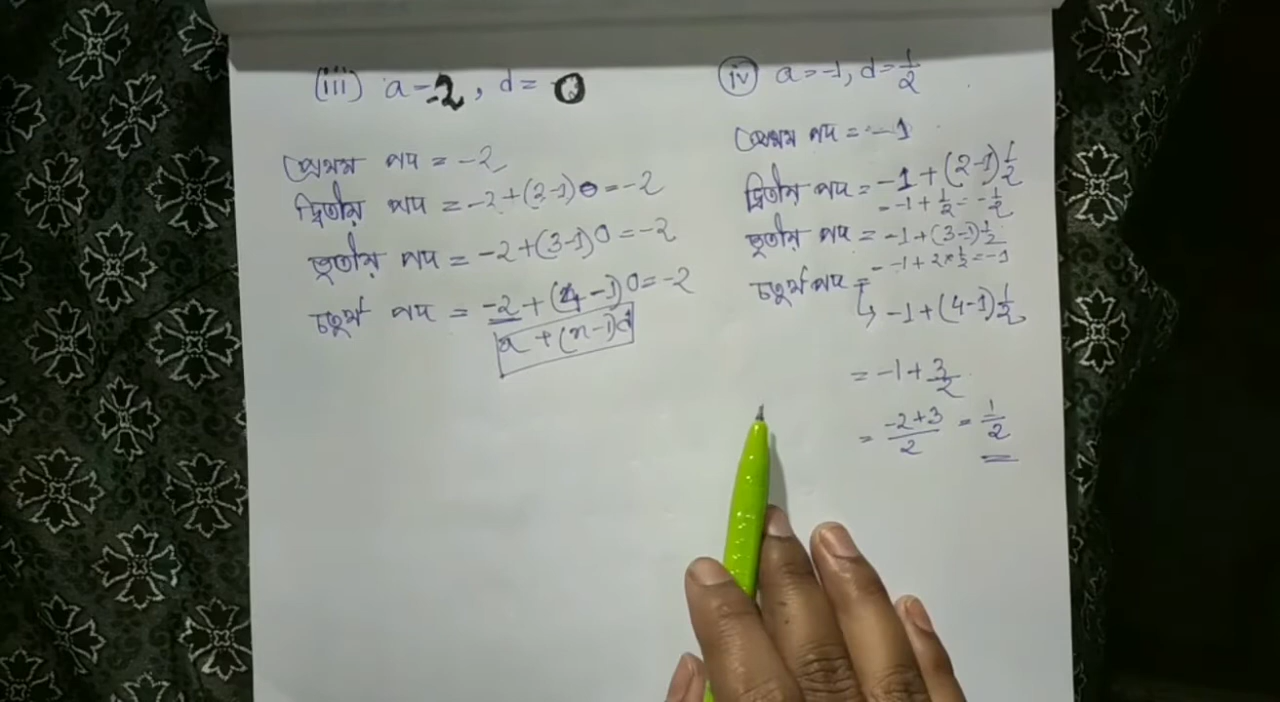 (iii) a = -2, d = 0
প্ৰথম পদ = -2
দ্বিতীয় পদ = -2+(2-1)0 = -2
তৃতীয় পদ = -2+(3-1)0 = -2
চতুৰ্থ পদ = -2+(4-1)0 = -2
a+(n-1)d
(iv) a = -1, d = 1/2
প্ৰথম পদ = -1
দ্বিতীয় পদ = -1+(2-1)1/2
= -1+1/2 = -1/2
তৃতীয় পদ = -1+(3-1)1/2
= -1+2×1/2 = -1
চতুৰ্থ পদ =
↳ -1+(4-1)1/2
= -1+3/2
= -2+3/2 = 1/2